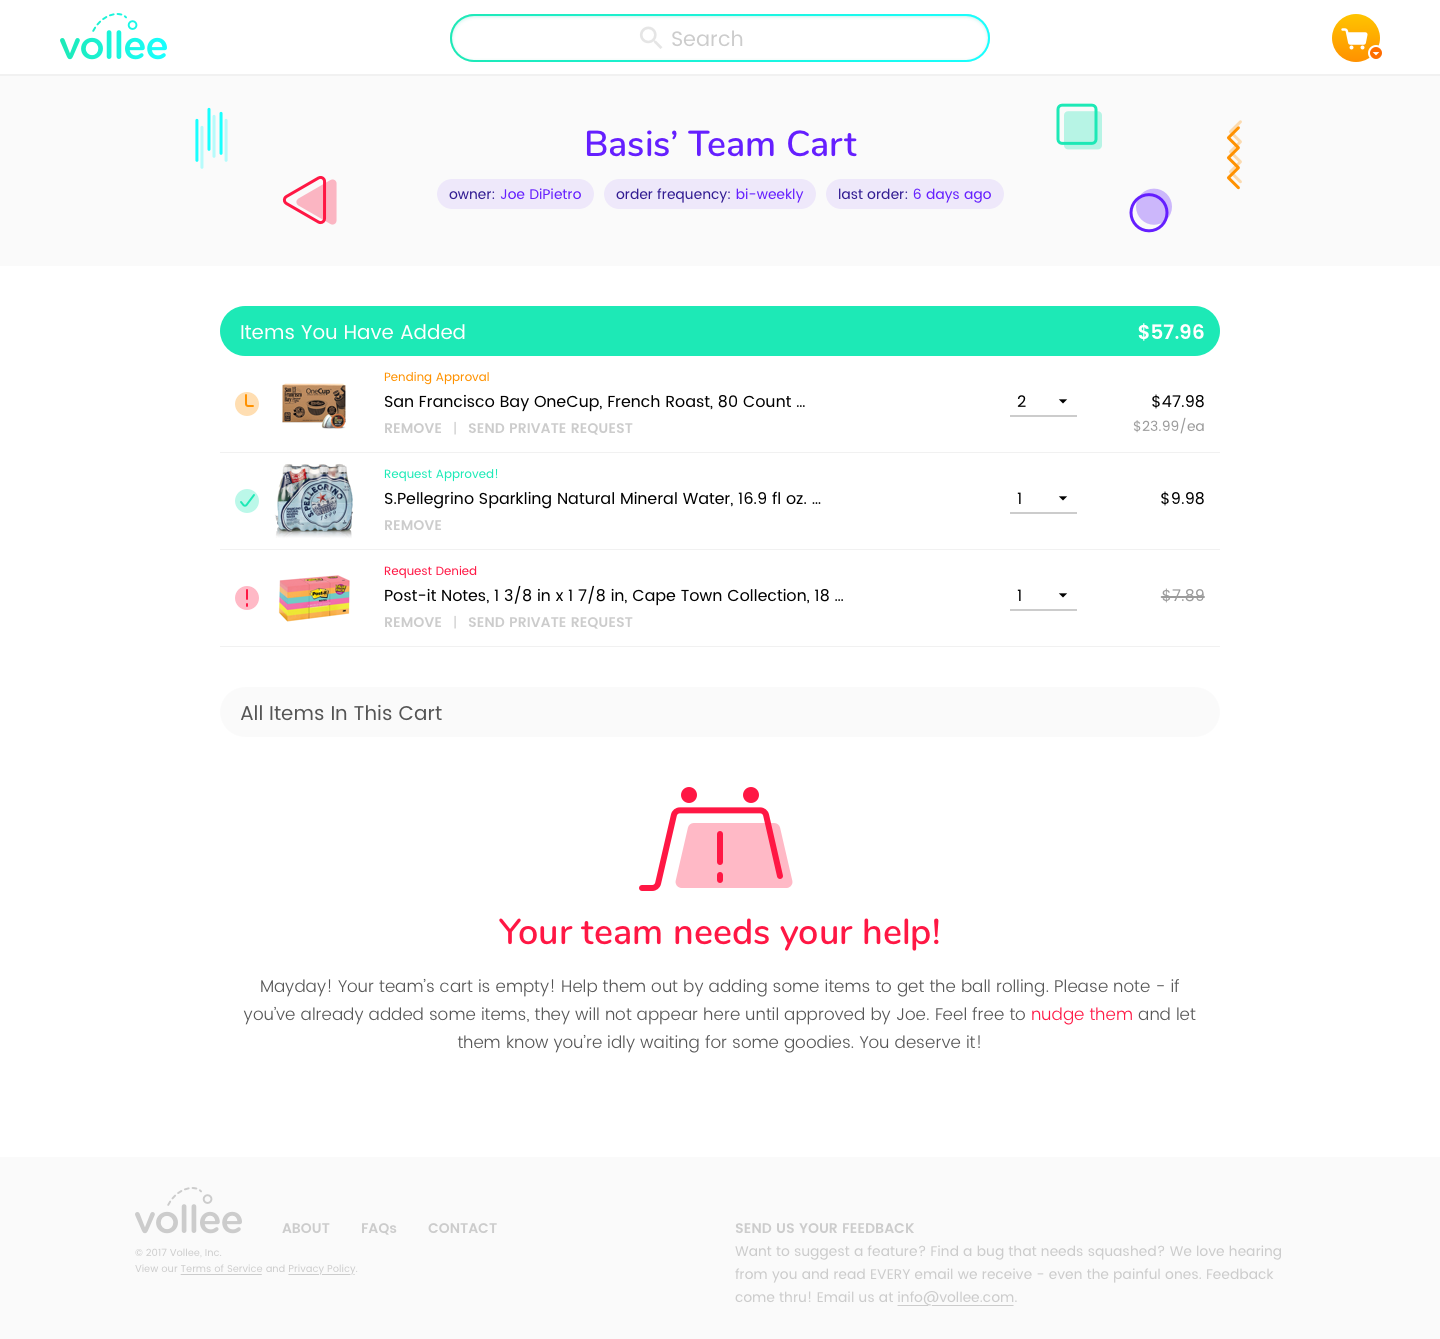 vollee
Search
Basis’ Team Cart
owner: Joe DiPietro
order frequency: bi-weekly
last order: 6 days ago
Items You Have Added
$57.96
Pending Approval
San Francisco Bay OneCup, French Roast, 80 Count ...
2
$47.98
REMOVE | SEND PRIVATE REQUEST
$23.99/ea
OneCup
Request Approved!
S.Pellegrino Sparkling Natural Mineral Water, 16.9 fl oz. ...
1
$9.98
REMOVE
S.PELLEGRINO
Request Denied
Post-it Notes, 1 3/8 in x 1 7/8 in, Cape Town Collection, 18 ...
1
$7.89
REMOVE | SEND PRIVATE REQUEST
Post-it
All Items In This Cart
Your team needs your help!
Mayday! Your team’s cart is empty! Help them out by adding some items to get the ball rolling. Please note - if
you’ve already added some items, they will not appear here until approved by Joe. Feel free to nudge them and let
them know you’re idly waiting for some goodies. You deserve it!
vollee
ABOUT
FAQs
CONTACT
© 2017 Vollee, Inc.
View our Terms of Service and Privacy Policy.
SEND US YOUR FEEDBACK
Want to suggest a feature? Find a bug that needs squashed? We love hearing
from you and read EVERY email we receive - even the painful ones. Feedback
come thru! Email us at info@vollee.com.